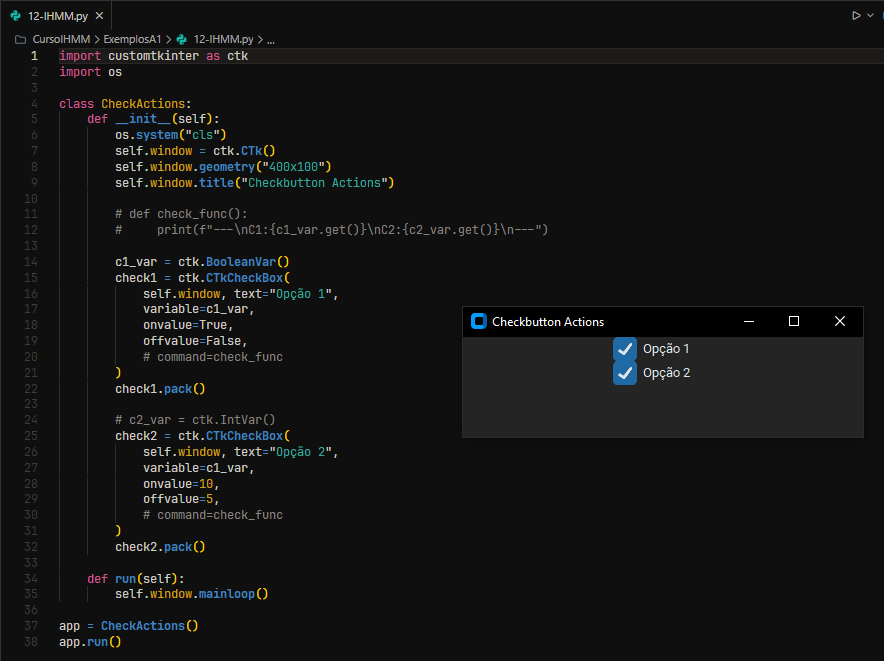 12-IHMM.py
CursoIHMM > ExemplosA1 > 12-IHMM.py > ...
1 import customtkinter as ctk
2 import os
3
4 class CheckActions:
5     def __init__(self):
6         os.system("cls")
7         self.window = ctk.CTk()
8         self.window.geometry("400x100")
9         self.window.title("Checkbutton Actions")
10
11         # def check_func():
12         #     print(f"---\nC1:{c1_var.get()}\nC2:{c2_var.get()}\n---")
13
14         c1_var = ctk.BooleanVar()
15         check1 = ctk.CTkCheckBox(
16             self.window, text="Opção 1",
17             variable=c1_var,
18             onvalue=True,
19             offvalue=False,
20             # command=check_func
21         )
22         check1.pack()
23
24         # c2_var = ctk.IntVar()
25         check2 = ctk.CTkCheckBox(
26             self.window, text="Opção 2",
27             variable=c1_var,
28             onvalue=10,
29             offvalue=5,
30             # command=check_func
31         )
32         check2.pack()
33
34     def run(self):
35         self.window.mainloop()
36
37 app = CheckActions()
38 app.run()
Checkbutton Actions
Opção 1
Opção 2